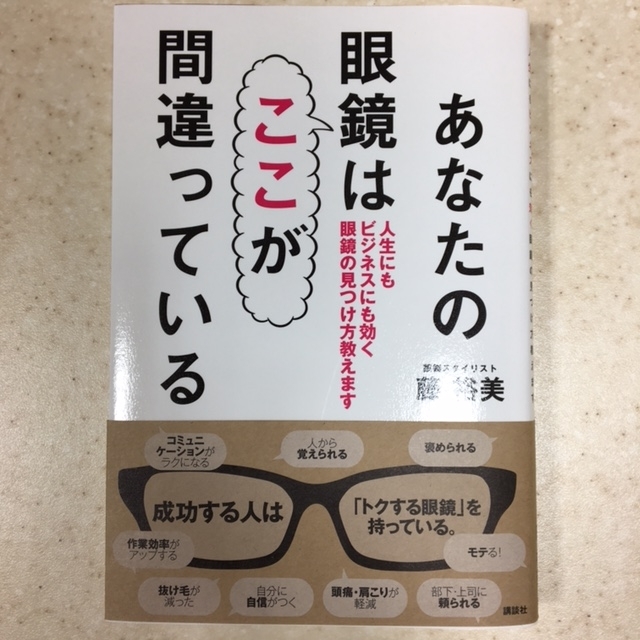 あなたの
眼鏡は
ここが
間違っている
人生にも
ビジネスにも効く
眼鏡の見つけ方教えます
眼鏡スタイリスト
藤 裕美
コミュニ
ケーションが
ラクになる
人から
覚えられる
褒められる
成功する人は
「トクする眼鏡」を
持っている。
作業効率が
アップする
モテる!
抜け毛が
減った
自分に
自信がつく
頭痛・肩こりが
軽減
部下・上司に
頼られる
講談社